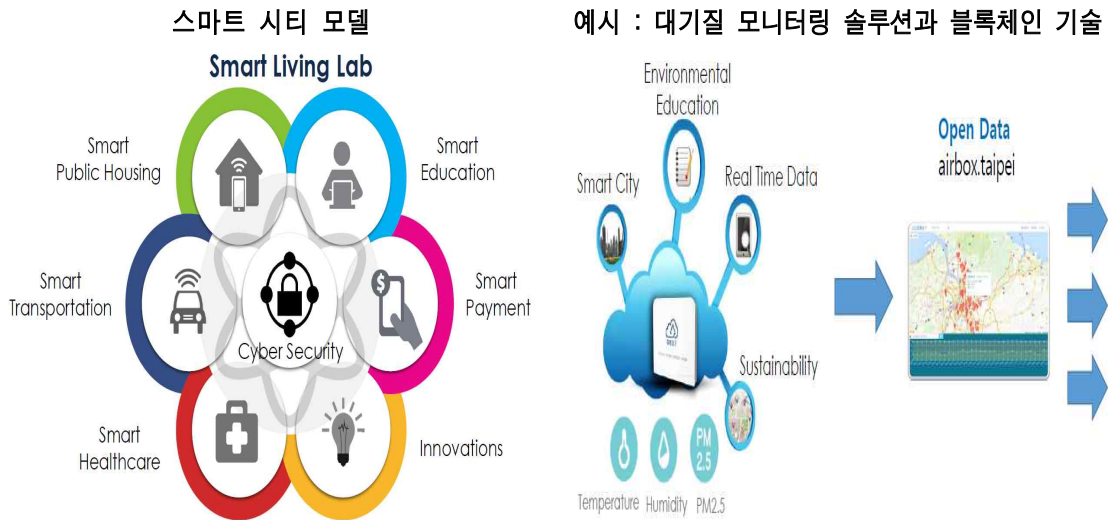 스마트 시티 모델
Smart Living Lab
Smart
Public Housing
Smart
Education
Smart
Transportation
Smart
Payment
Cyber Security
Smart
Healthcare
Innovations
예시 : 대기질 모니터링 솔루션과 블록체인 기술
Environmental
Education
Smart City
Real Time Data
Sustainability
PM
2.5
Temperature
Humidity
PM2.5
Open Data
airbox.taipei